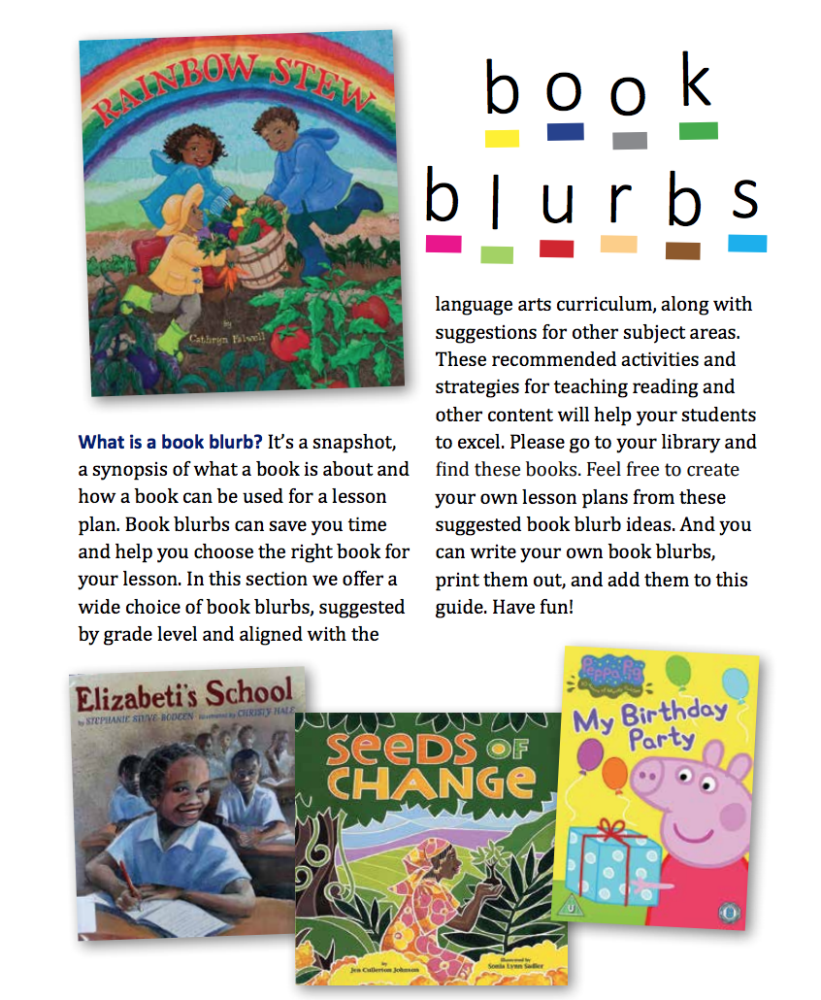 RAINBOW STEW
by
Cathryn Falwell
book
blurbs
What is a book blurb? It's a snapshot,
a synopsis of what a book is about and
how a book can be used for a lesson
plan. Book blurbs can save you time
and help you choose the right book for
your lesson. In this section we offer a
wide choice of book blurbs, suggested
by grade level and aligned with the
language arts curriculum, along with
suggestions for other subject areas.
These recommended activities and
strategies for teaching reading and
other content will help your students
to excel. Please go to your library and
find these books. Feel free to create
your own lesson plans from these
suggested book blurb ideas. And you
can write your own book blurbs,
print them out, and add them to this
guide. Have fun!
Elizabeti's School
by STEPHANIE STUVE-BODEEN illustrated by CHRISTY HALE
SEEDS OF
CHANGE
by
Jen Cullerton Johnson
Illustrated by
Sonia Lynn Sadler
Peppa Pig
My Birthday
Party
U